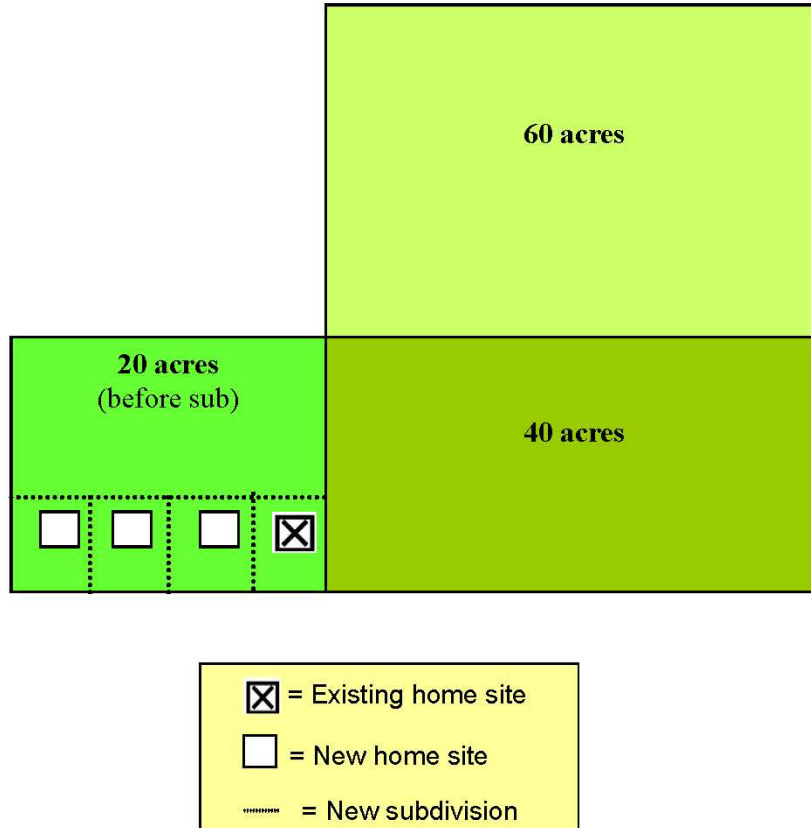 60 acres
20 acres
(before sub)
40 acres
= Existing home site
= New home site
= New subdivision